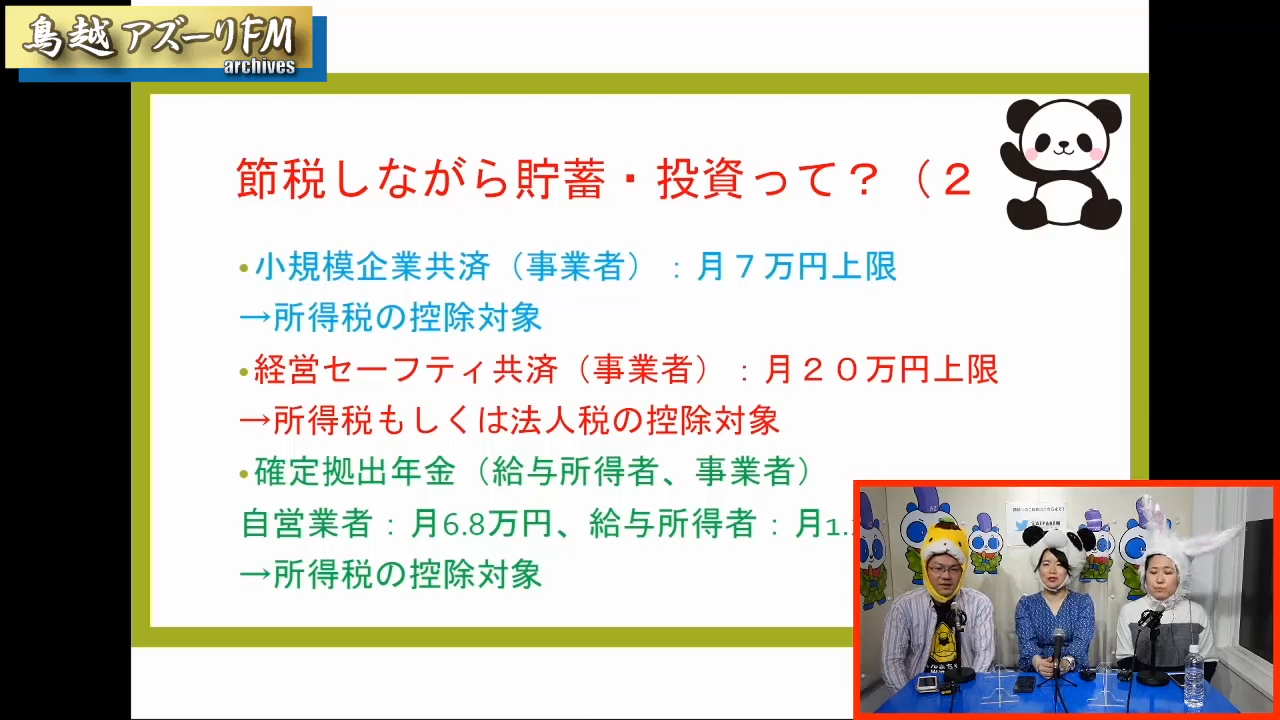 鳥越 アズーリFM
archives
節税しながら貯蓄・投資って？（２
•小規模企業共済（事業者）：月７万円上限
→所得税の控除対象
•経営セーフティ共済（事業者）：月２０万円上限
→所得税もしくは法人税の控除対象
•確定拠出年金（給与所得者、事業者）
自営業者：月6.8万円、給与所得者：月1.
→所得税の控除対象